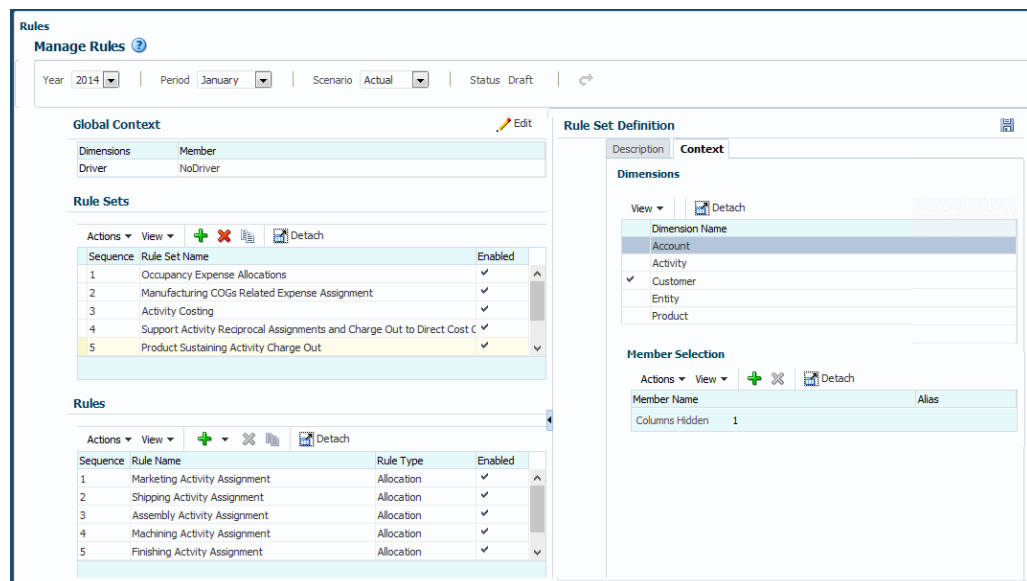 Rules
Manage Rules
Year 2014 Period January Scenario Actual Status Draft
Global Context Edit
Dimensions Member
Driver NoDriver
Rule Sets
Actions View Detach
Sequence Rule Set Name Enabled
1 Occupancy Expense Allocations
2 Manufacturing COGs Related Expense Assignment
3 Activity Costing
4 Support Activity Reciprocal Assignments and Charge Out to Direct Cost C
5 Product Sustaining Activity Charge Out
Rules
Actions View Detach
Sequence Rule Name Rule Type Enabled
1 Marketing Activity Assignment Allocation
2 Shipping Activity Assignment Allocation
3 Assembly Activity Assignment Allocation
4 Machining Activity Assignment Allocation
5 Finishing Actvity Assignment Allocation
Rule Set Definition
Description Context
Dimensions
View Detach
Dimension Name
Account
Activity
Customer
Entity
Product
Member Selection
Actions View Detach
Member Name Alias
Columns Hidden 1